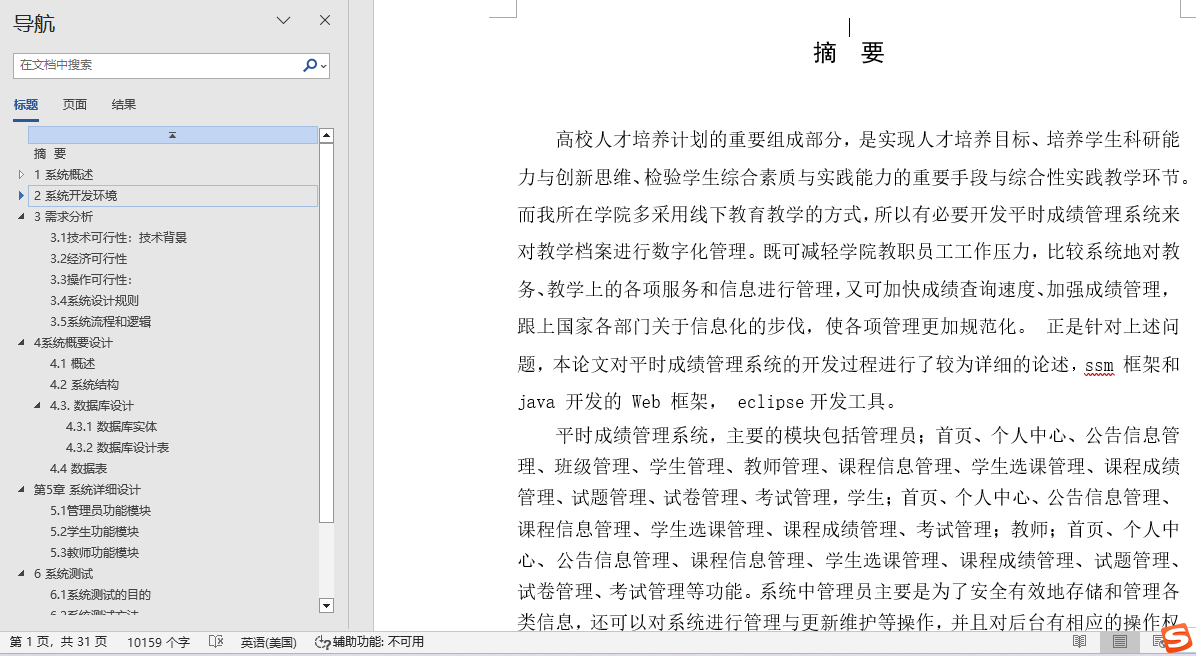 导航
在文档中搜索
标题 页面 结果
摘 要
1 系统概述
2 系统开发环境
3 需求分析
3.1技术可行性：技术背景
3.2经济可行性
3.3操作可行性：
3.4系统设计规则
3.5系统流程和逻辑
4系统概要设计
4.1 概述
4.2 系统结构
4.3. 数据库设计
4.3.1 数据库实体
4.3.2 数据库设计表
4.4 数据表
第5章 系统详细设计
5.1管理员功能模块
5.2学生功能模块
5.3教师功能模块
6 系统测试
6.1系统测试的目的
6.2系统测试方法
摘 要
高校人才培养计划的重要组成部分，是实现人才培养目标、培养学生科研能
力与创新思维、检验学生综合素质与实践能力的重要手段与综合性实践教学环节。
而我所在学院多采用线下教育教学的方式，所以有必要开发平时成绩管理系统来
对教学档案进行数字化管理。既可减轻学院教职员工工作压力，比较系统地对教
务、教学上的各项服务和信息进行管理，又可加快成绩查询速度、加强成绩管理，
跟上国家各部门关于信息化的步伐，使各项管理更加规范化。 正是针对上述问
题，本论文对平时成绩管理系统的开发过程进行了较为详细的论述，ssm 框架和
java 开发的 Web 框架， eclipse开发工具。
平时成绩管理系统，主要的模块包括管理员；首页、个人中心、公告信息管
理、班级管理、学生管理、教师管理、课程信息管理、学生选课管理、课程成绩
管理、试题管理、试卷管理、考试管理，学生；首页、个人中心、公告信息管理、
课程信息管理、学生选课管理、课程成绩管理、考试管理；教师；首页、个人中
心、公告信息管理、课程信息管理、学生选课管理、课程成绩管理、试题管理、
试卷管理、考试管理等功能。系统中管理员主要是为了安全有效地存储和管理各
类信息，还可以对系统进行管理与更新维护等操作，并且对后台有相应的操作权
第 1 页，共 31 页 10159 个字 英语(美国) 辅助功能: 不可用